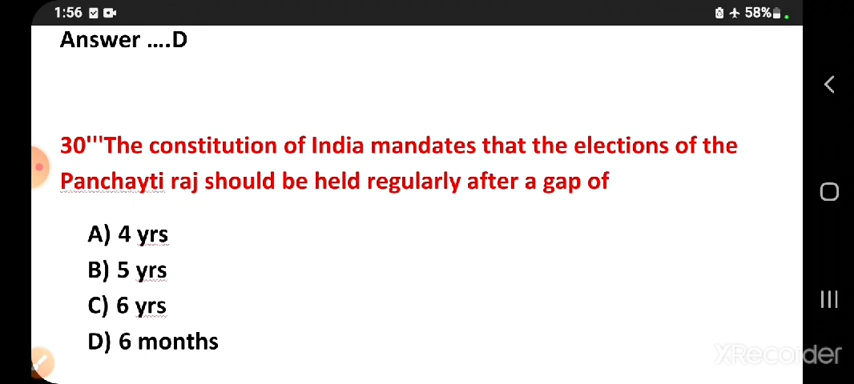 1:56
58%
Answer ....D
30'''The constitution of India mandates that the elections of the
Panchayti raj should be held regularly after a gap of
A) 4 yrs
B) 5 yrs
C) 6 yrs
D) 6 months
XRecorder